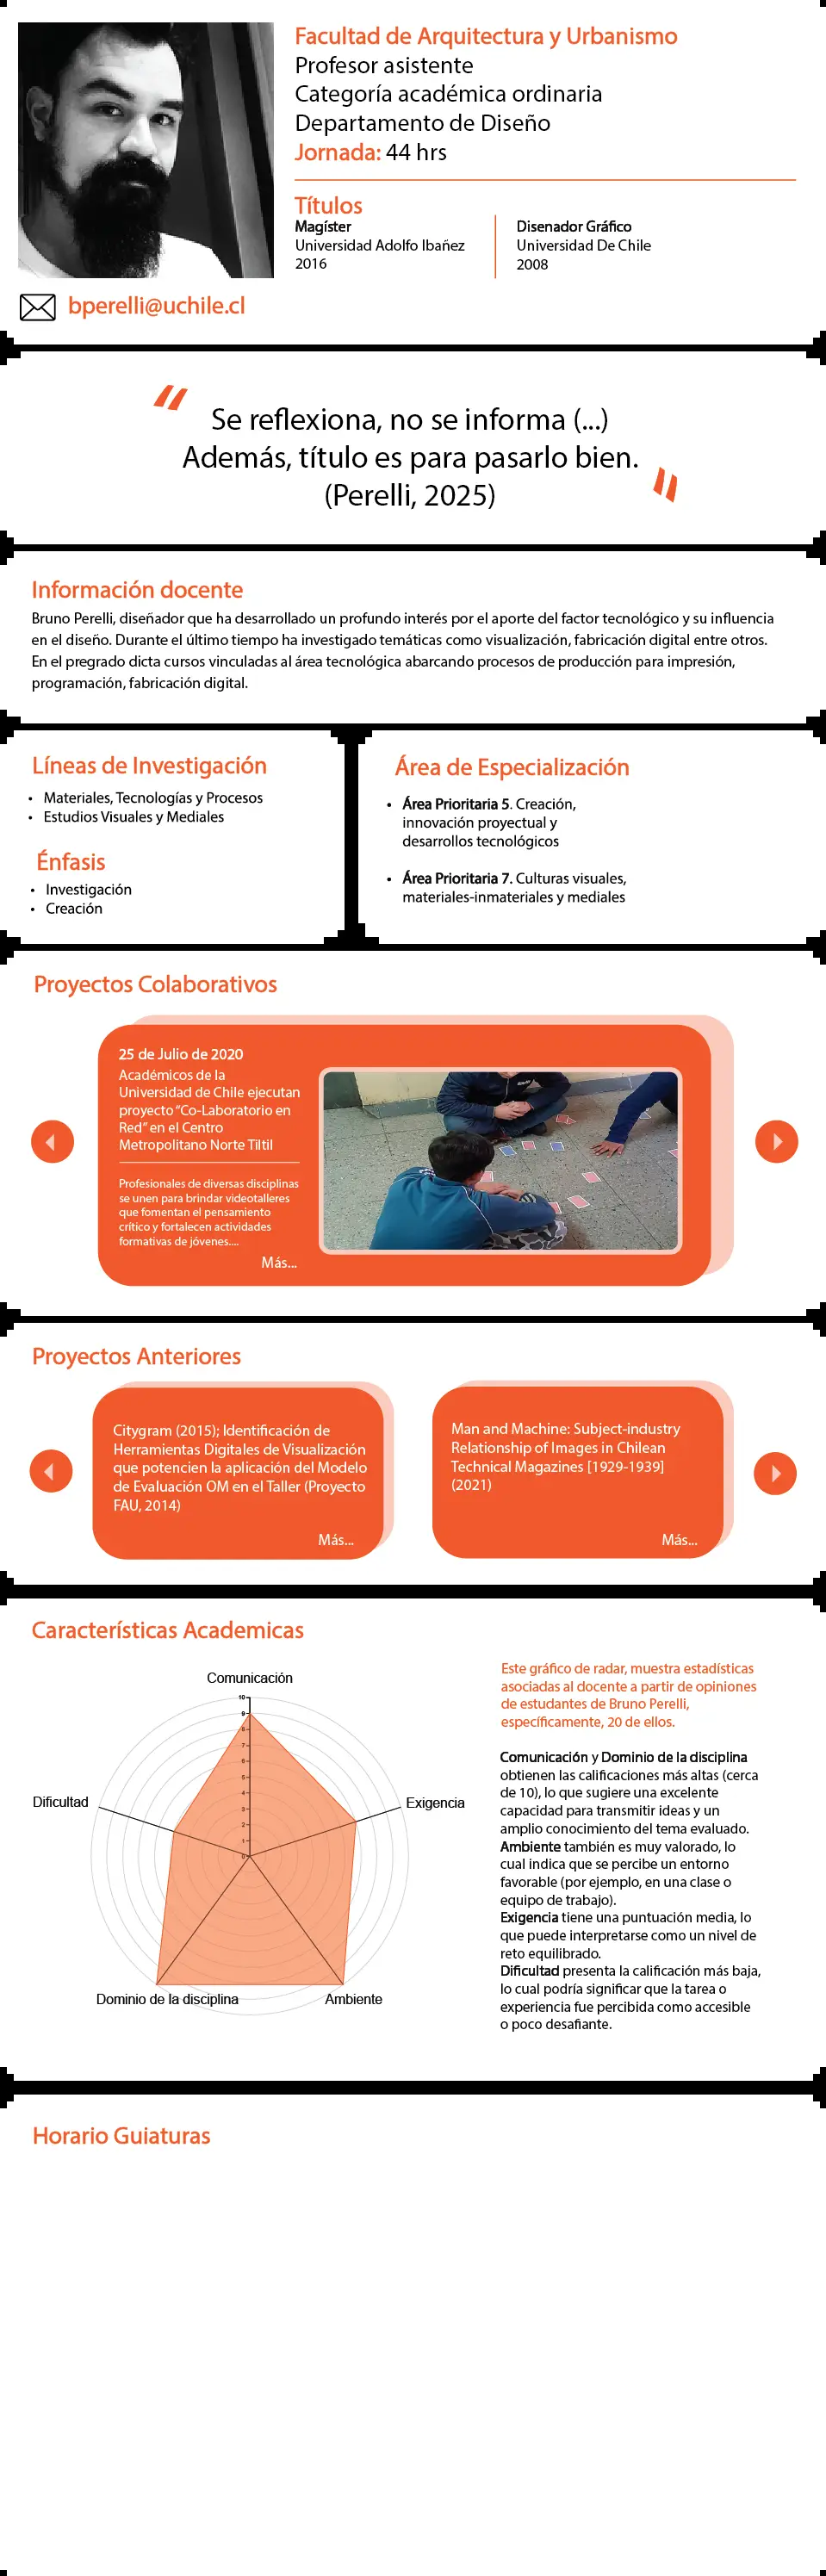 Facultad de Arquitectura y Urbanismo
Profesor asistente
Categoría académica ordinaria
Departamento de Diseño
Jornada: 44 hrs
Títulos
Magíster
Universidad Adolfo Ibañez
2016
Disenador Gráfico
Universidad De Chile
2008
bperelli@uchile.cl
“ Se reflexiona, no se informa (...)
Además, título es para pasarlo bien.
(Perelli, 2025) "
Información docente
Bruno Perelli, diseñador que ha desarrollado un profundo interés por el aporte del factor tecnológico y su influencia
en el diseño. Durante el último tiempo ha investigado temáticas como visualización, fabricación digital entre otros.
En el pregrado dicta cursos vinculadas al área tecnológica abarcando procesos de producción para impresión,
programación, fabricación digital.
Líneas de Investigación
• Materiales, Tecnologías y Procesos
• Estudios Visuales y Mediales
Énfasis
• Investigación
• Creación
Área de Especialización
• Área Prioritaria 5. Creación,
innovación proyectual y
desarrollos tecnológicos
• Área Prioritaria 7. Culturas visuales,
materiales-inmateriales y mediales
Proyectos Colaborativos
25 de Julio de 2020
Académicos de la
Universidad de Chile ejecutan
proyecto “Co-Laboratorio en
Red” en el Centro
Metropolitano Norte Tiltil
Profesionales de diversas disciplinas
se unen para brindar videotalleres
que fomentan el pensamiento
crítico y fortalecen actividades
formativas de jóvenes....
Más...
Proyectos Anteriores
Citygram (2015); Identificación de
Herramientas Digitales de Visualización
que potencien la aplicación del Modelo
de Evaluación OM en el Taller (Proyecto
FAU, 2014)
Más...
Man and Machine: Subject-industry
Relationship of Images in Chilean
Technical Magazines [1929-1939]
(2021)
Más...
Características Academicas
Comunicación
10
9
8
7
6
5
4
3
2
1
0
Dificultad
Exigencia
Dominio de la disciplina
Ambiente
Este gráfico de radar, muestra estadísticas
asociadas al docente a partir de opiniones
de estudantes de Bruno Perelli,
específicamente, 20 de ellos.
Comunicación y Dominio de la disciplina
obtienen las calificaciones más altas (cerca
de 10), lo que sugiere una excelente
capacidad para transmitir ideas y un
amplio conocimiento del tema evaluado.
Ambiente también es muy valorado, lo
cual indica que se percibe un entorno
favorable (por ejemplo, en una clase o
equipo de trabajo).
Exigencia tiene una puntuación media, lo
que puede interpretarse como un nivel de
reto equilibrado.
Dificultad presenta la calificación más baja,
lo cual podría significar que la tarea o
experiencia fue percibida como accesible
o poco desafiante.
Horario Guiaturas